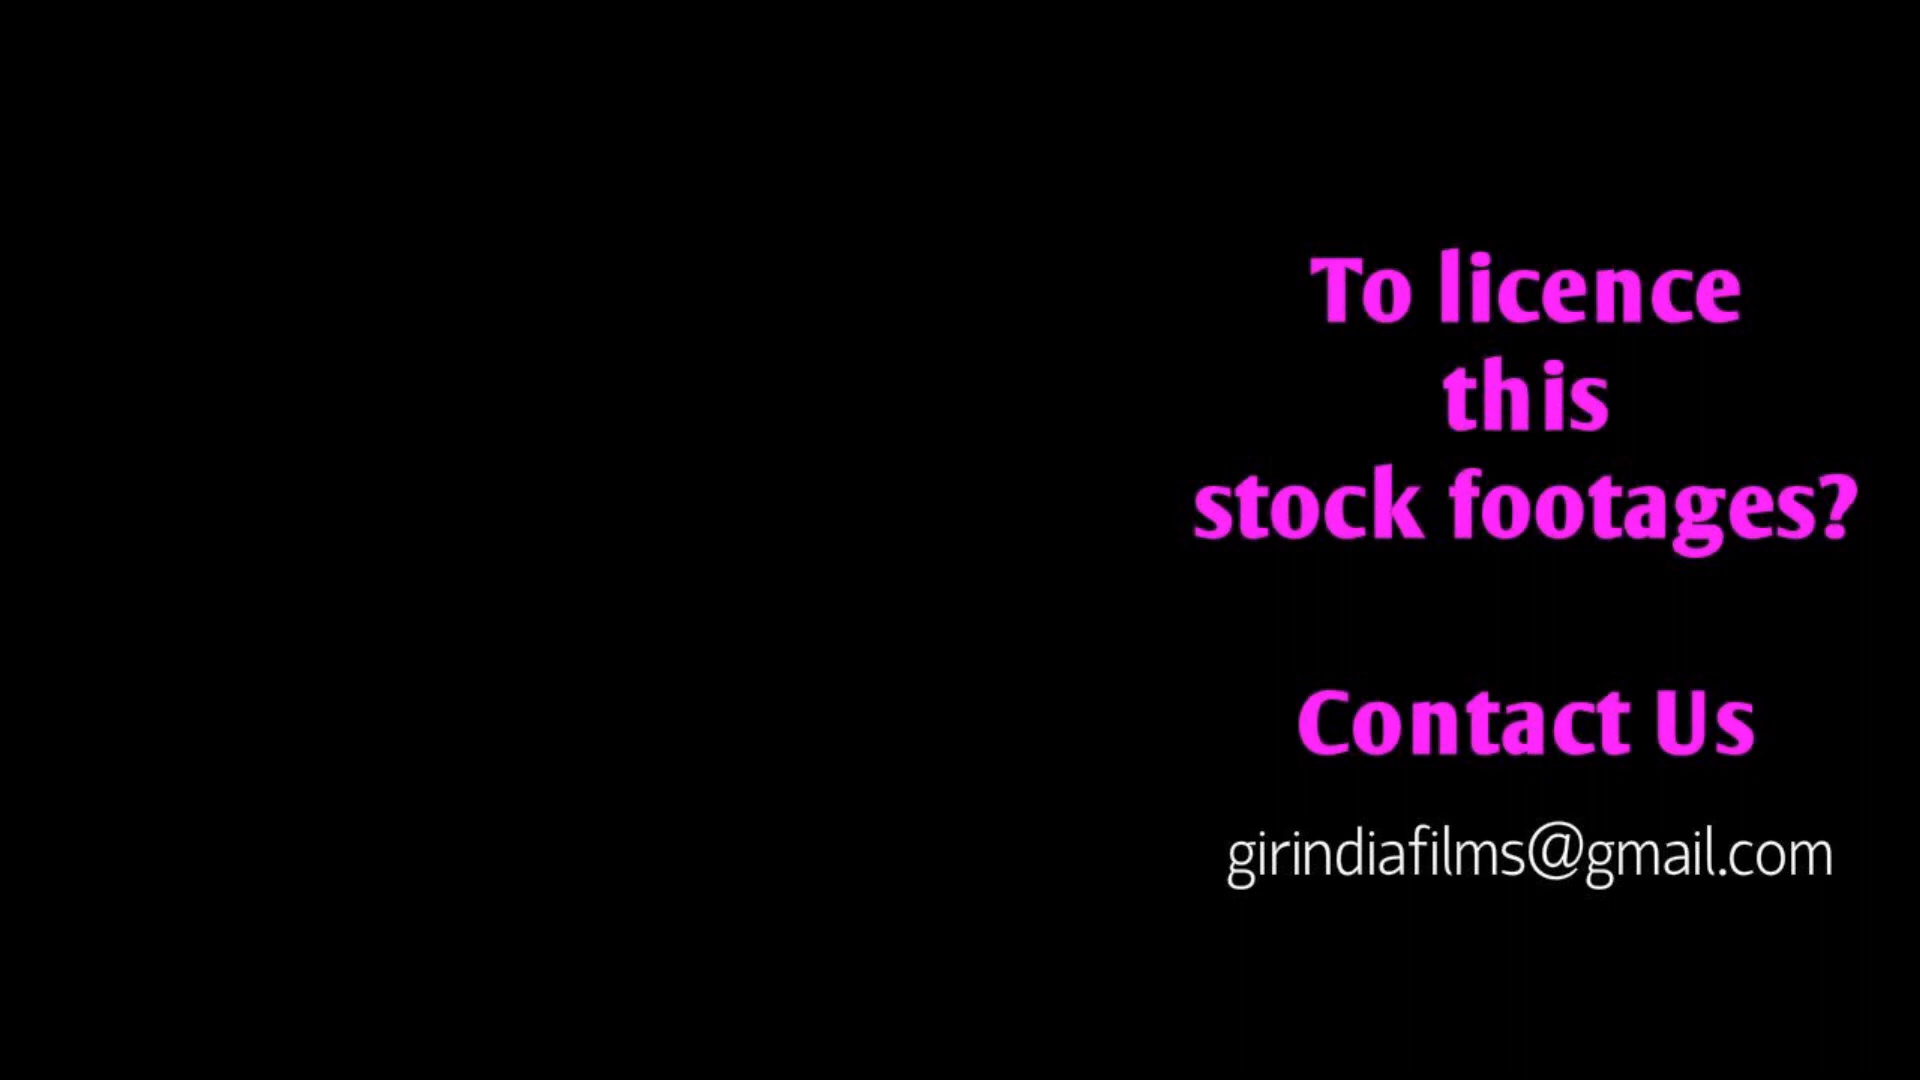 To licence
this
stock footages?
Contact Us
girindiafilms@gmail.com